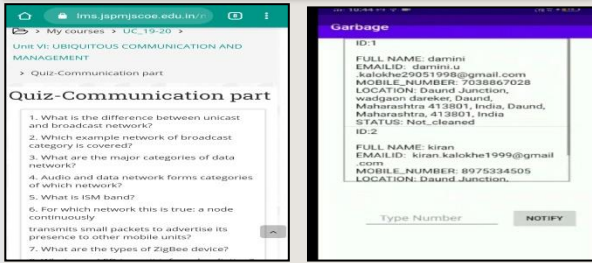 lms.jspmjscoe.edu.in/r
My courses > UC_19-20 >
Unit VI: UBIQUITOUS COMMUNICATION AND
MANAGEMENT
> Quiz-Communication part
Quiz-Communication part
1. What is the difference between unicast
and broadcast network?
2. Which example network of broadcast
category is covered?
3. What are the major categories of data
network?
4. Audio and data network forms categories
of which network?
5. What is ISM band?
6. For which network this is true: a node
continuously
transmits small packets to advertise its
presence to other mobile units?
7. What are the types of ZigBee device?
Garbage
ID:1
FULL NAME: damini
EMAILID: damini.u
.kalokhe29051998@gmail.com
MOBILE_NUMBER: 7038867028
LOCATION: Daund Junction,
wadgaon dareker, Daund,
Maharashtra 413801, India, Daund,
Maharashtra, 413801, India
STATUS: Not_cleaned
ID:2
FULL NAME: kiran
EMAILID: kiran.kalokhe1999@gmail
.com
MOBILE_NUMBER: 8975334505
LOCATION: Daund Junction,
Type Number
NOTIFY